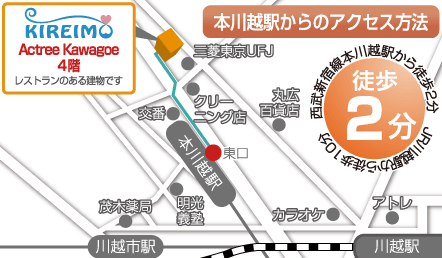 KIREIMO
Actree Kawagoe
4階
レストランのある建物です
本川越駅からのアクセス方法
西武新宿線本川越駅から徒歩2分
徒歩
2分
JR川越駅から徒歩10分
三菱東京UFJ
クリー
ニング店
丸広
百貨店
交番
本川越駅
東口
明光
義塾
茂木薬局
カラオケ
アトレ
川越市駅
川越駅